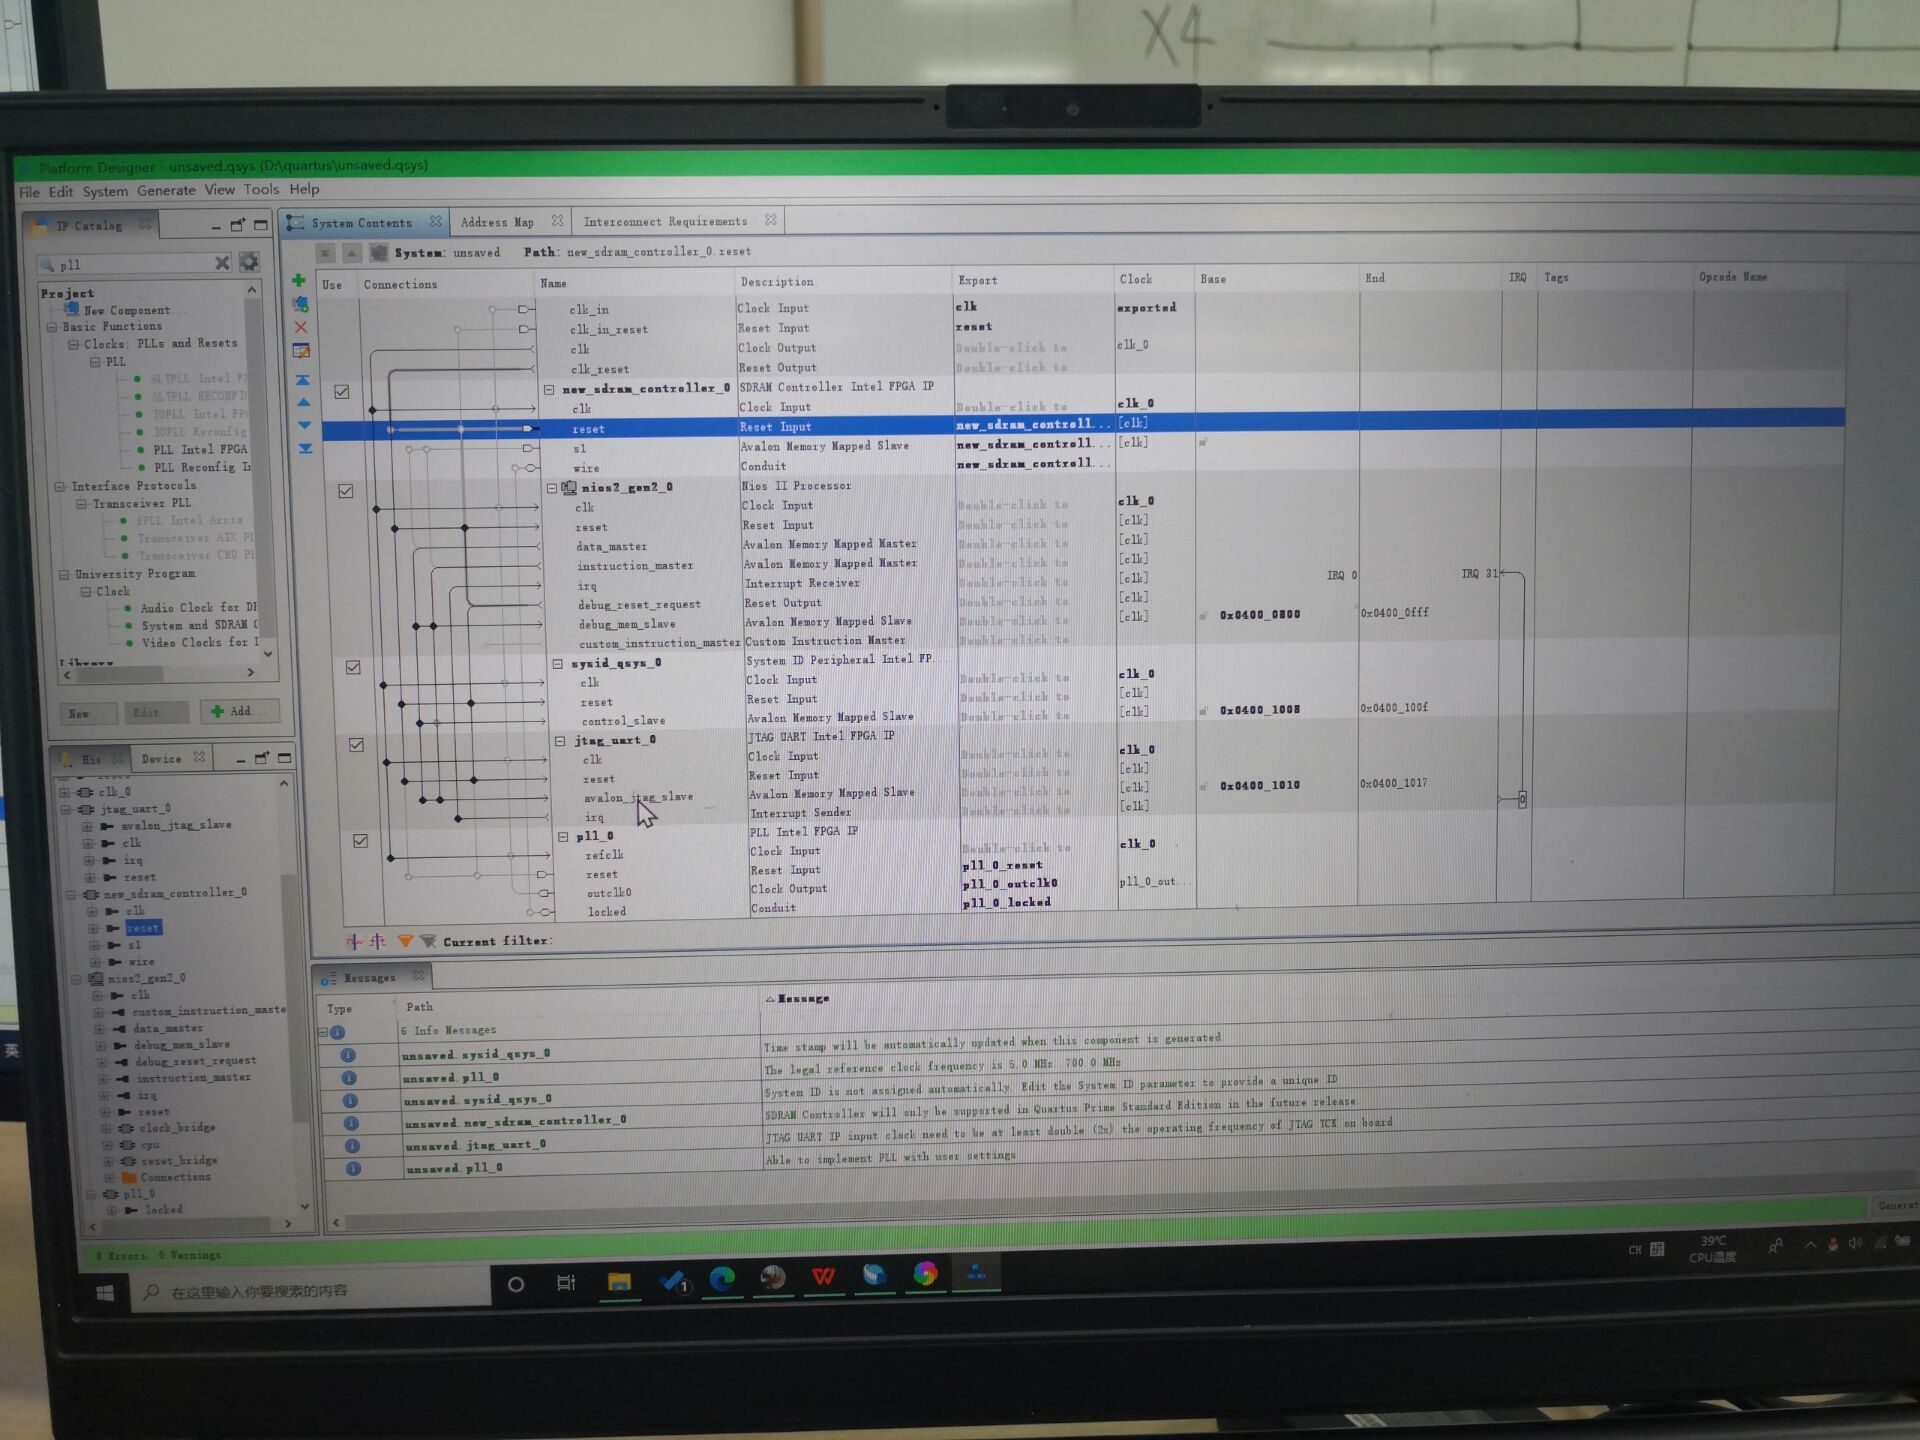 X4
Platform Designer - unsaved.qsys (D:\quartus\unsaved.qsys)
File Edit System Generate View Tools Help
IP Catalog
System Contents Address Map Interconnect Requirements
pll
System: unsaved Path: new_sdram_controller_0.reset
Project
New Component...
Basic Functions
Clocks; PLLs and Resets
PLL
ALTPLL Intel
ALTPLL
IOPLL Intel
IOPLL Reconfig
PLL Intel FPGA
PLL Reconfig
Interface Protocols
Transceiver PLL
fPLL Intel Arria
Transceiver ATX
Transceiver CMU
University Program
Clock
Audio Clock for
System and SDRAM
Video Clocks for
New... Edit... Add...
Use Connections Name Description Export Clock Base End IRQ Tags Opcode Name
clk_in Clock Input clk exported
clk_in_reset Reset Input reset
clk Clock Output Double-click to clk_0
clk_reset Reset Output Double-click to
new_sdram_controller_0 SDRAM Controller Intel FPGA IP
clk Clock Input Double-click to clk_0
reset Reset Input new_sdram_controll... [clk]
s1 Avalon Memory Mapped Slave new_sdram_controll... [clk]
wire Conduit new_sdram_controll...
nios2_gen2_0 Nios II Processor
clk Clock Input Double-click to clk_0
reset Reset Input Double-click to [clk]
data_master Avalon Memory Mapped Master Double-click to [clk]
instruction_master Avalon Memory Mapped Master Double-click to [clk]
irq Interrupt Receiver Double-click to [clk] IRQ 0 IRQ 31
debug_reset_request Reset Output Double-click to [clk]
debug_mem_slave Avalon Memory Mapped Slave Double-click to [clk] 0x0400_0800 0x0400_0fff
custom_instruction_master Custom Instruction Master Double-click to
sysid_qsys_0 System ID Peripheral Intel FP...
clk Clock Input Double-click to clk_0
reset Reset Input Double-click to [clk]
control_slave Avalon Memory Mapped Slave Double-click to [clk] 0x0400_1008 0x0400_100f
jtag_uart_0 JTAG UART Intel FPGA IP
clk Clock Input Double-click to clk_0
reset Reset Input Double-click to [clk]
avalon_jtag_slave Avalon Memory Mapped Slave Double-click to [clk] 0x0400_1010 0x0400_1017
irq Interrupt Sender Double-click to [clk] 0
pll_0 PLL Intel FPGA IP
refclk Clock Input Double-click to clk_0
reset Reset Input pll_0_reset
outclk0 Clock Output pll_0_outclk0 pll_0_out...
locked Conduit pll_0_locked
Current filter:
Device
clk_0
jtag_uart_0
avalon_jtag_slave
clk
irq
reset
new_sdram_controller_0
clk
reset
s1
wire
nios2_gen2_0
clk
custom_instruction_maste
data_master
debug_mem_slave
debug_reset_request
instruction_master
irq
reset
clock_bridge
cpu
reset_bridge
Connections
pll_0
locked
Messages
Type Path Message
6 Info Messages
unsaved.sysid_qsys_0 Time stamp will be automatically updated when this component is generated
unsaved.pll_0 The legal reference clock frequency is 5.0 MHz..700.0 MHz
unsaved.sysid_qsys_0 System ID is not assigned automatically. Edit the System ID parameter to provide a unique ID
unsaved.new_sdram_controller_0 SDRAM Controller will only be supported in Quartus Prime Standard Edition in the future release.
unsaved.jtag_uart_0 JTAG UART IP input clock need to be at least double (2x) the operating frequency of JTAG TCK on board
unsaved.pll_0 Able to implement PLL with user settings
0 Errors, 0 Warnings
英
在这里输入你要搜索的内容
1
CH 拼
39℃
CPU温度